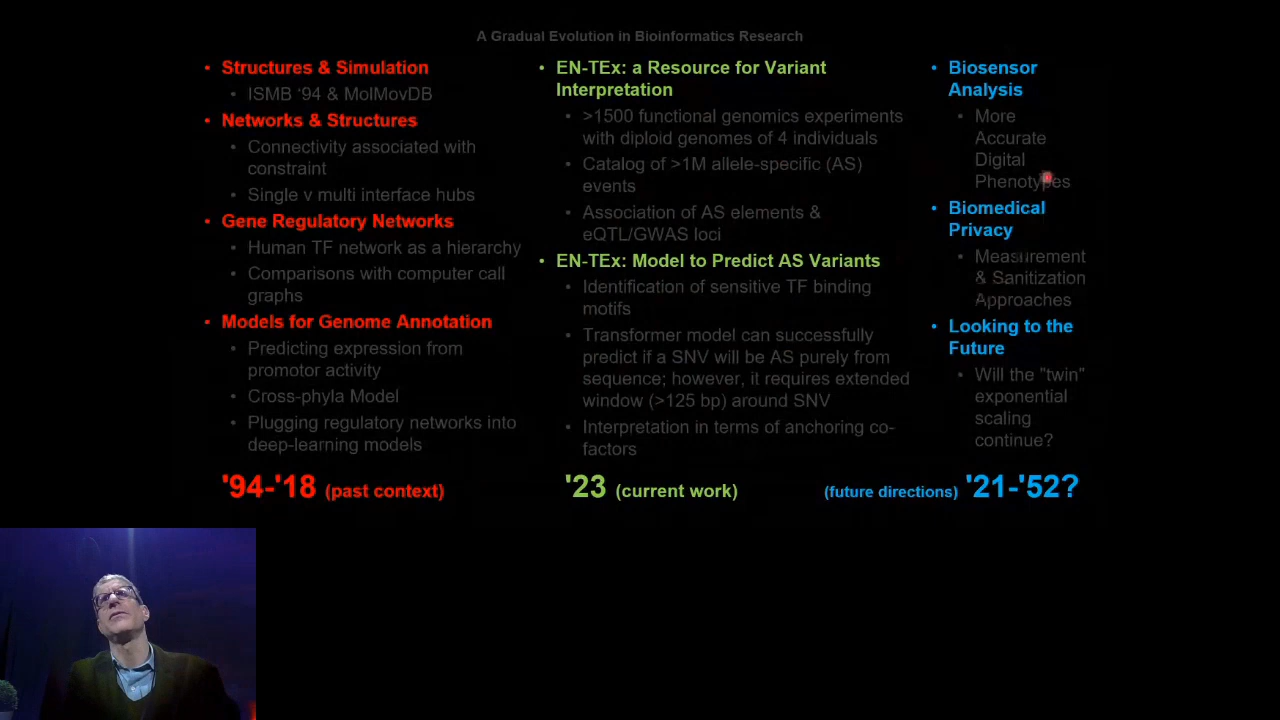 A Gradual Evolution in Bioinformatics Research
• Structures & Simulation
• ISMB '94 & MolMovDB
• Networks & Structures
• Connectivity associated with
constraint
• Single v multi interface hubs
• Gene Regulatory Networks
• Human TF network as a hierarchy
• Comparisons with computer call
graphs
• Models for Genome Annotation
• Predicting expression from
promotor activity
• Cross-phyla Model
• Plugging regulatory networks into
deep-learning models
'94-'18 (past context)
• EN-TEx: a Resource for Variant
Interpretation
• >1500 functional genomics experiments
with diploid genomes of 4 individuals
• Catalog of >1M allele-specific (AS)
events
• Association of AS elements &
eQTL/GWAS loci
• EN-TEx: Model to Predict AS Variants
• Identification of sensitive TF binding
motifs
• Transformer model can successfully
predict if a SNV will be AS purely from
sequence; however, it requires extended
window (>125 bp) around SNV
• Interpretation in terms of anchoring co-
factors
'23 (current work)
• Biosensor
Analysis
• More
Accurate
Digital
Phenotypes
• Biomedical
Privacy
• Measurement
& Sanitization
Approaches
• Looking to the
Future
• Will the "twin"
exponential
scaling
continue?
(future directions) '21-'52?